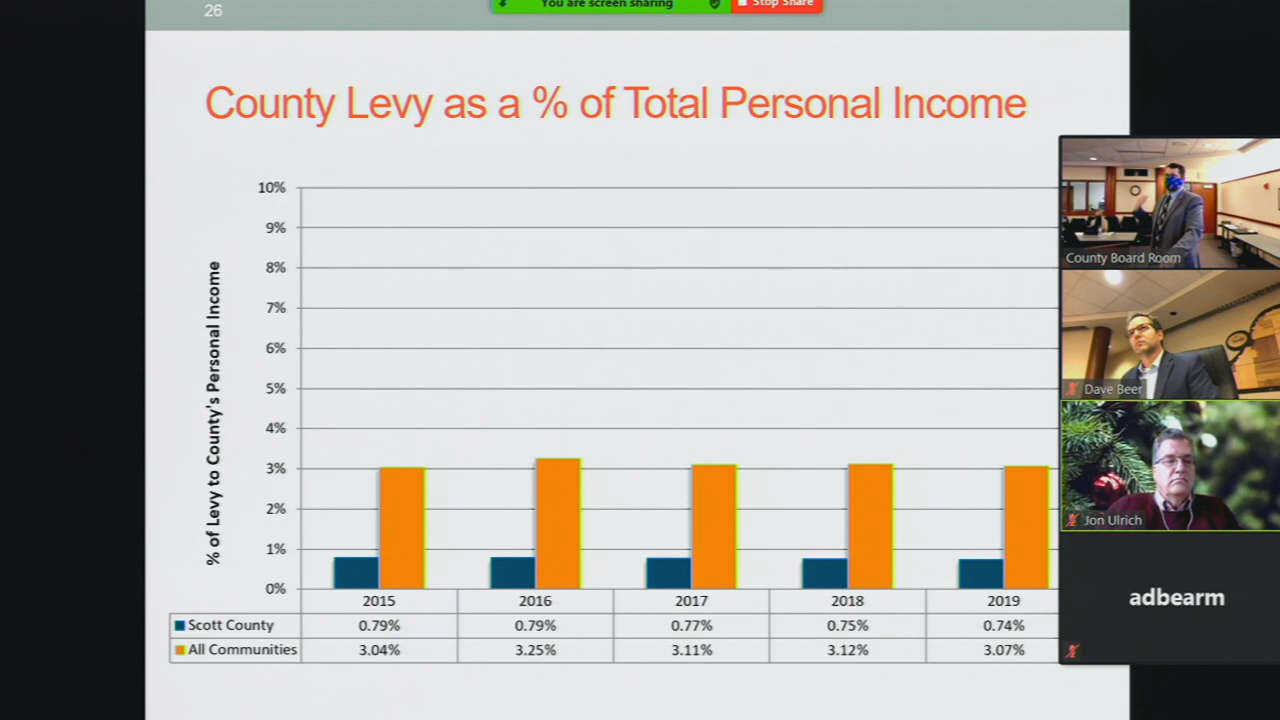 26
You are screen sharing
Stop Share
County Levy as a % of Total Personal Income
% of Levy to County's Personal Income
10%
9%
8%
7%
6%
5%
4%
3%
2%
1%
0%
2015 2016 2017 2018 2019
Scott County 0.79% 0.79% 0.77% 0.75% 0.74%
All Communities 3.04% 3.25% 3.11% 3.12% 3.07%
County Board Room
Dave Beer
Jon Ulrich
adbearm